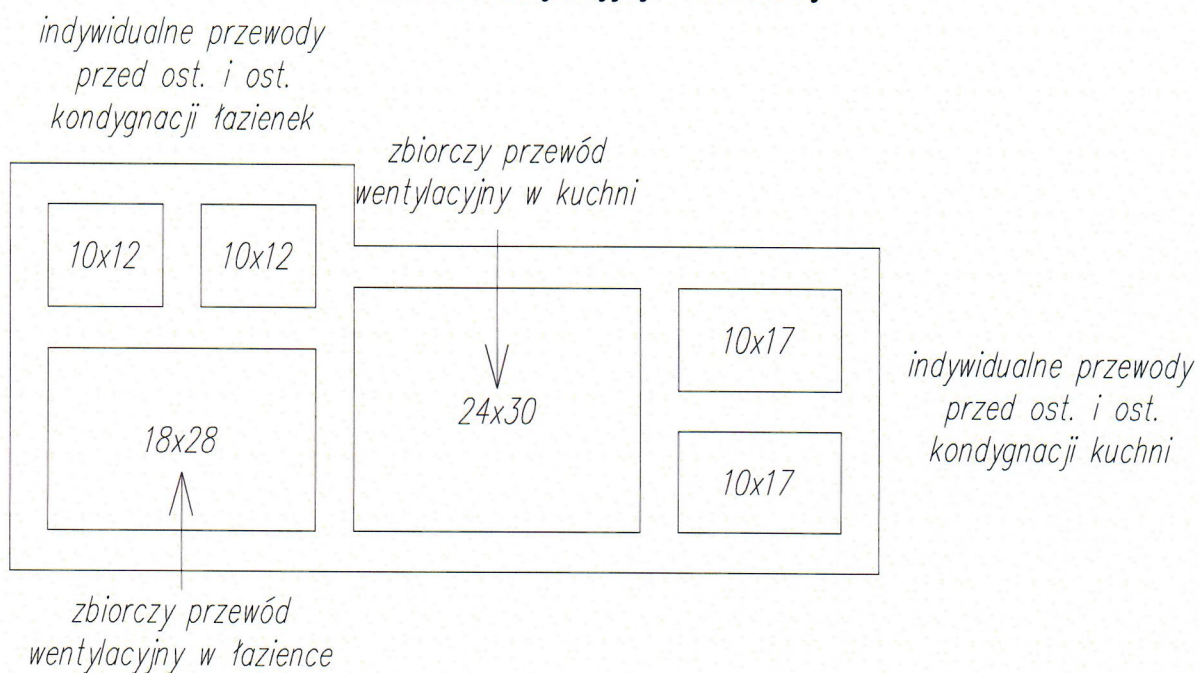 indywidualne przewody
przed ost. i ost.
kondygnacji łazienek
zbiorczy przewód
wentylacyjny w kuchni
10x12
10x12
10x17
24x30
18x28
10x17
indywidualne przewody
przed ost. i ost.
kondygnacji kuchni
zbiorczy przewód
wentylacyjny w łazience